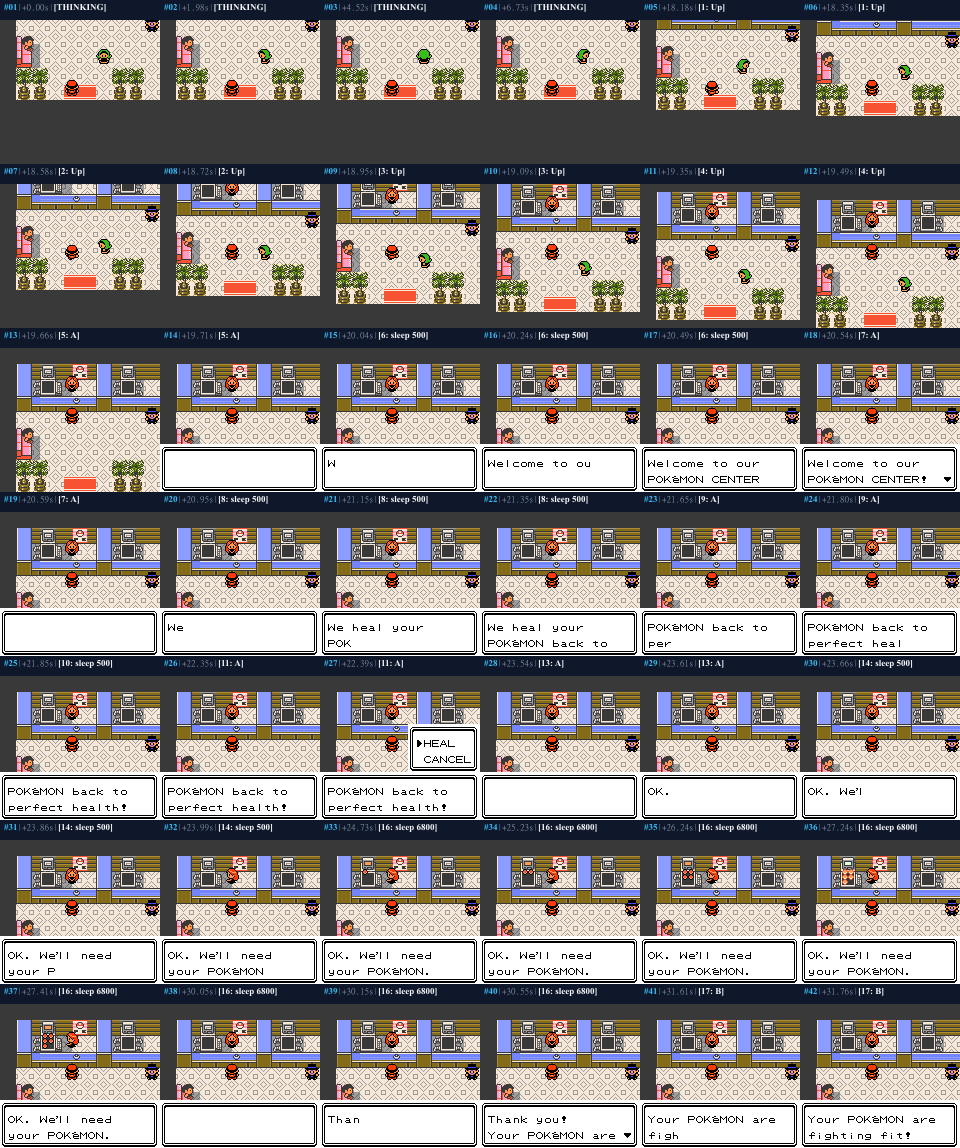 #01|+0.00s|[THINKING]
#02|+1.98s|[THINKING]
#03|+4.52s|[THINKING]
#04|+6.73s|[THINKING]
#05|+18.18s|[1: Up]
#06|+18.35s|[1: Up]
#07|+18.58s|[2: Up]
#08|+18.72s|[2: Up]
#09|+18.95s|[3: Up]
#10|+19.09s|[3: Up]
#11|+19.35s|[4: Up]
#12|+19.49s|[4: Up]
#13|+19.66s|[5: A]
#14|+19.71s|[5: A]
#15|+20.04s|[6: sleep 500]
W
#16|+20.24s|[6: sleep 500]
Welcome to ou
#17|+20.49s|[6: sleep 500]
Welcome to our
POKéMON CENTER
#18|+20.54s|[7: A]
Welcome to our
POKéMON CENTER!
#19|+20.59s|[7: A]
#20|+20.95s|[8: sleep 500]
We
#21|+21.15s|[8: sleep 500]
We heal your
POK
#22|+21.35s|[8: sleep 500]
We heal your
POKéMON back to
#23|+21.65s|[9: A]
POKéMON back to
per
#24|+21.80s|[9: A]
POKéMON back to
perfect heal
#25|+21.85s|[10: sleep 500]
POKéMON back to
perfect health!
#26|+22.35s|[11: A]
POKéMON back to
perfect health!
#27|+22.39s|[11: A]
HEAL
CANCEL
POKéMON back to
perfect health!
#28|+23.54s|[13: A]
#29|+23.61s|[13: A]
OK.
#30|+23.66s|[14: sleep 500]
OK. We'l
#31|+23.86s|[14: sleep 500]
OK. We'll need
your P
#32|+23.99s|[14: sleep 500]
OK. We'll need
your POKéMON
#33|+24.73s|[16: sleep 6800]
OK. We'll need
your POKéMON.
#34|+25.23s|[16: sleep 6800]
OK. We'll need
your POKéMON.
#35|+26.24s|[16: sleep 6800]
OK. We'll need
your POKéMON.
#36|+27.24s|[16: sleep 6800]
OK. We'll need
your POKéMON.
#37|+27.41s|[16: sleep 6800]
OK. We'll need
your POKéMON.
#38|+30.05s|[16: sleep 6800]
#39|+30.15s|[16: sleep 6800]
Than
#40|+30.55s|[16: sleep 6800]
Thank you!
Your POKéMON are
#41|+31.61s|[17: B]
Your POKéMON are
figh
#42|+31.76s|[17: B]
Your POKéMON are
fighting fit!